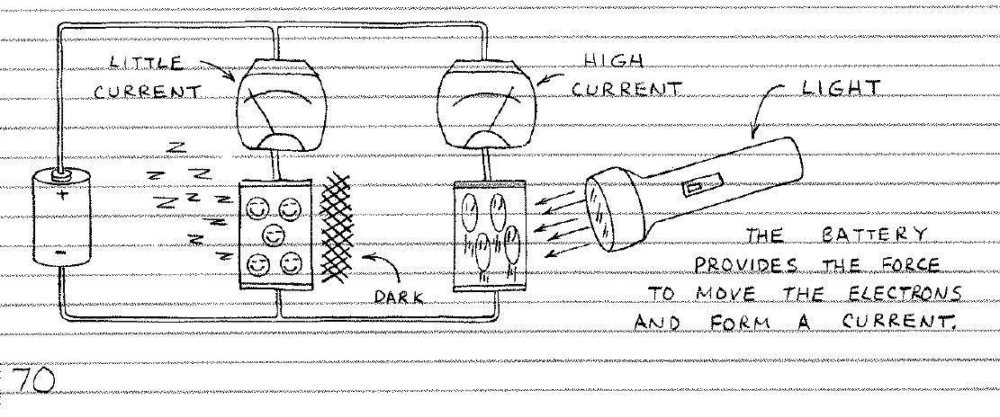 LITTLE
CURRENT
HIGH
CURRENT
LIGHT
Z
Z Z
Z Z Z
Z
Z
Z
+
-
DARK
THE BATTERY
PROVIDES THE FORCE
TO MOVE THE ELECTRONS
AND FORM A CURRENT.
70